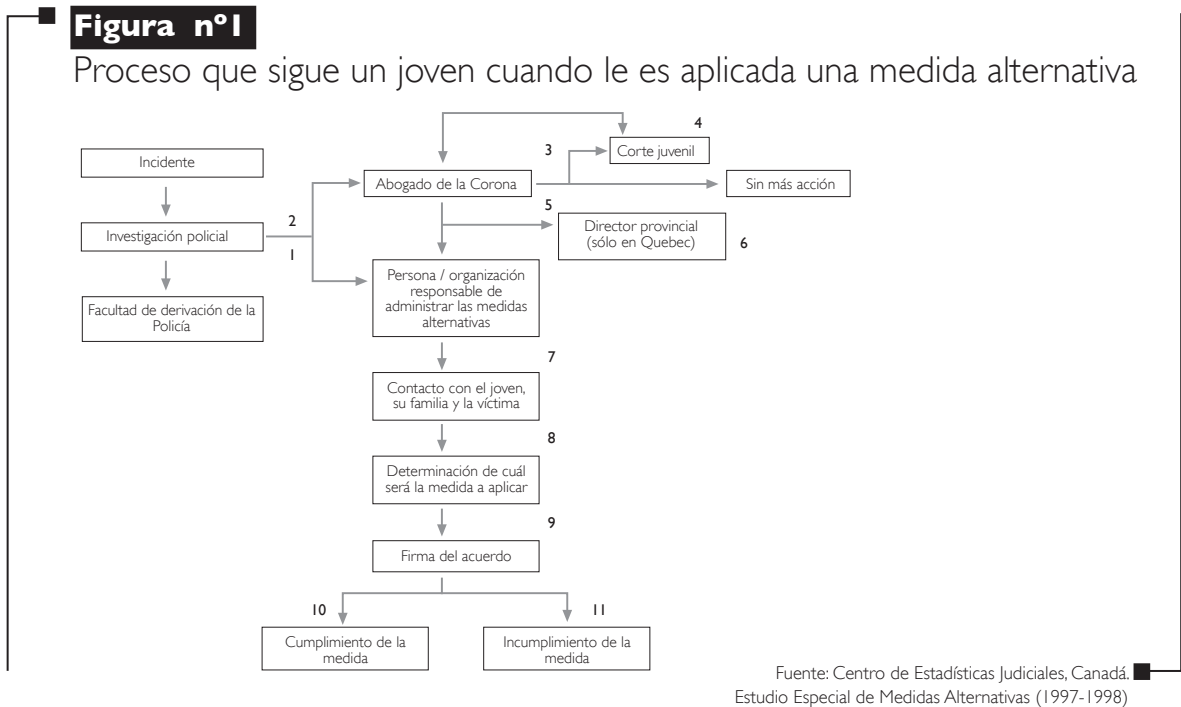 Figura nº1
Proceso que sigue un joven cuando le es aplicada una medida alternativa
4
3
Corte juvenil
Incidente
Abogado de la Corona
Sin más acción
5
2
Investigación policial
1
Director provincial
(sólo en Quebec)
6
Persona / organización
responsable de
administrar las medidas
alternativas
Facultad de derivación de la
Policía
7
Contacto con el joven,
su familia y la víctima
8
Determinación de cuál
será la medida a aplicar
9
Firma del acuerdo
10
11
Cumplimiento de la
medida
Incumplimiento de la
medida
Fuente: Centro de Estadísticas Judiciales, Canadá.
Estudio Especial de Medidas Alternativas (1997-1998)